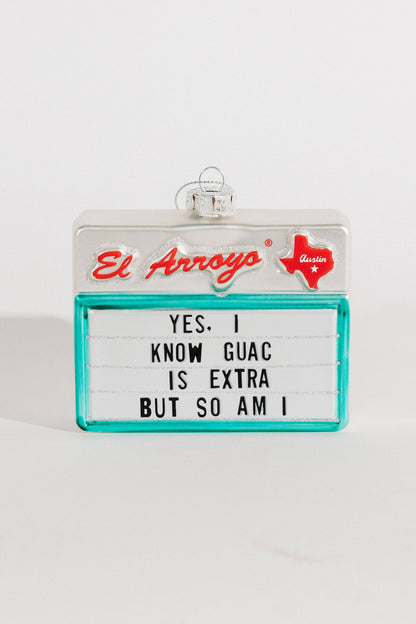 El Arroyo®
Austin
YES, I
KNOW GUAC
IS EXTRA
BUT SO AM I